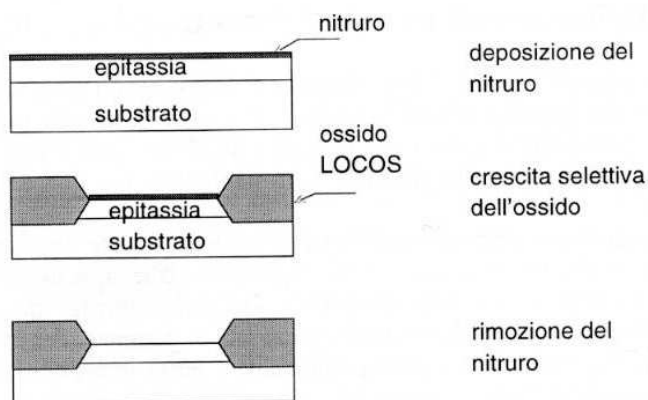 nitruro
epitassia
substrato
deposizione del
nitruro
ossido
LOCOS
epitassia
substrato
crescita selettiva
dell'ossido
rimozione del
nitruro